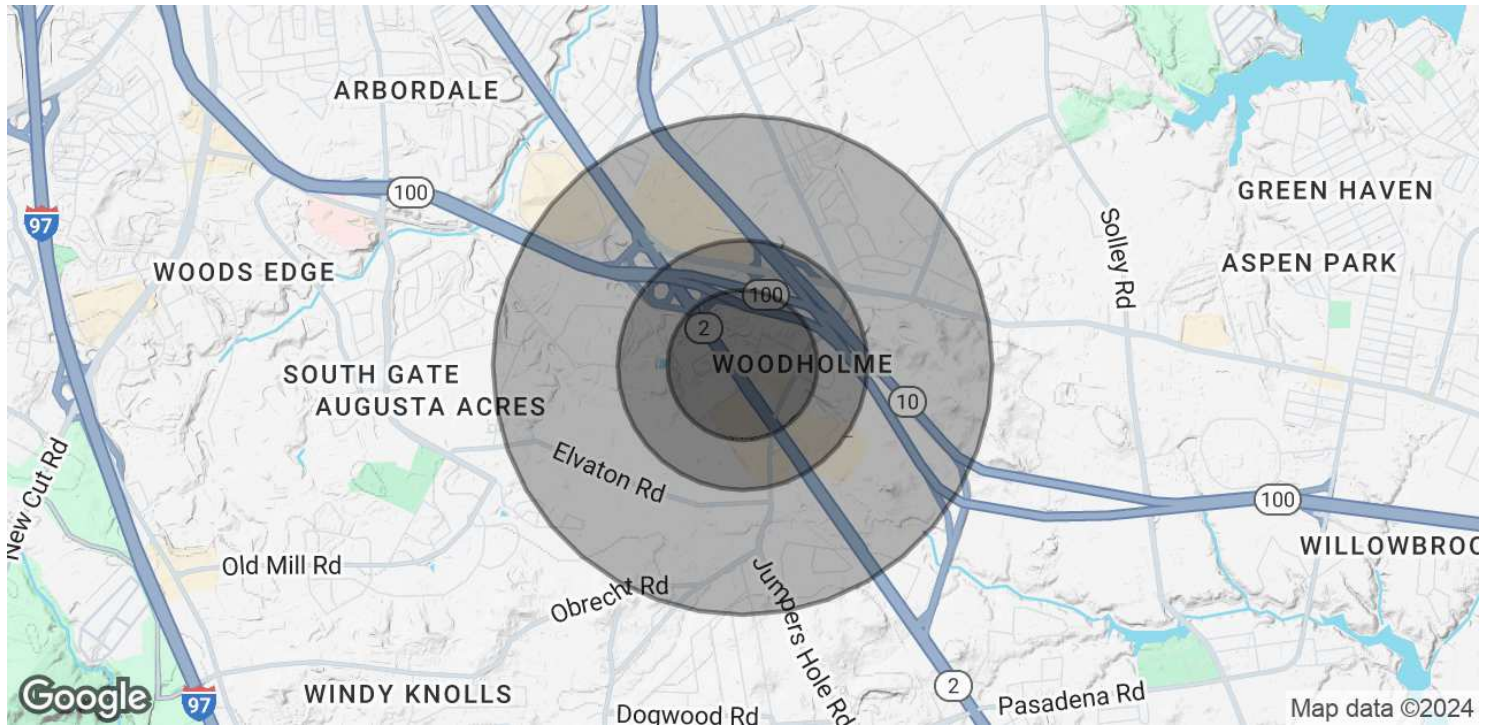 ARBORDALE
100
97
GREEN HAVEN
Solley Rd
WOODS EDGE
ASPEN PARK
100
2
WOODHOLME
SOUTH GATE
AUGUSTA ACRES
10
Elvaton Rd
New Cut Rd
100
WILLOWBROO
Old Mill Rd
Obrecht Rd
Jumpers Hole Rd
2
WINDY KNOLLS
Pasadena Rd
Google
97
Dogwood Rd
Map data ©2024